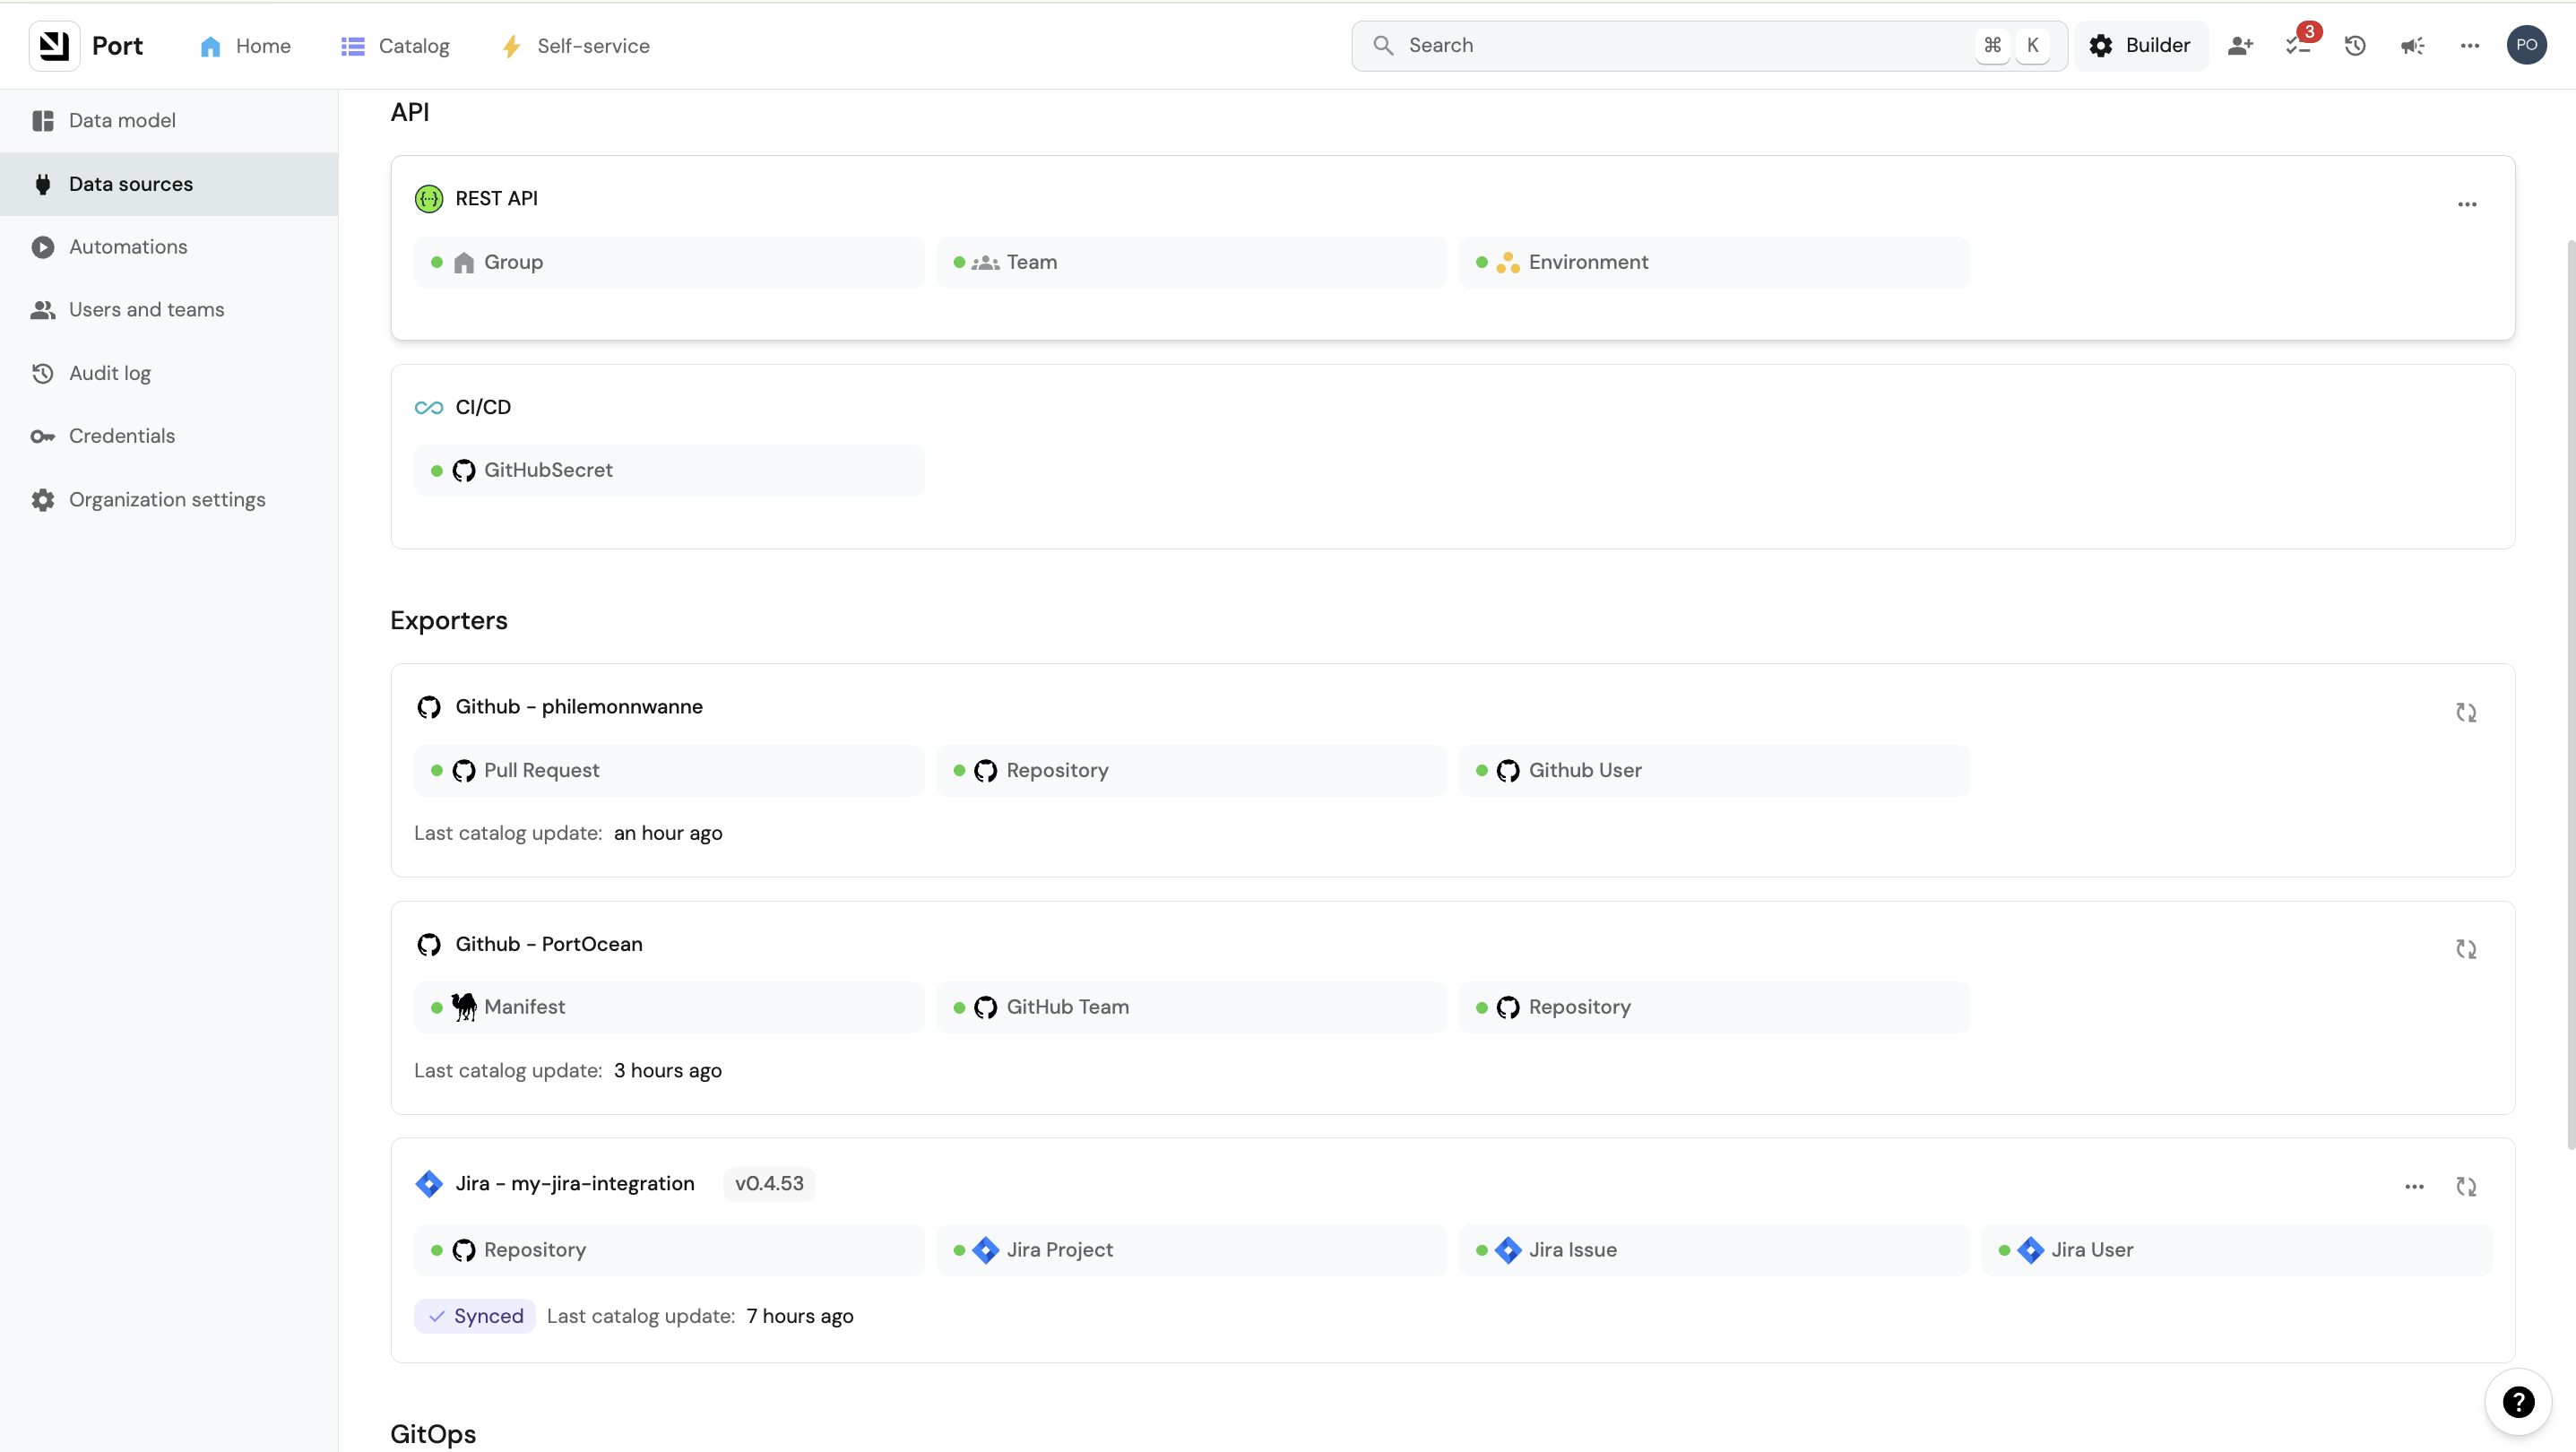 Port
Home
Catalog
Self-service
Search
⌘ K
Builder
3
PO
Data model
Data sources
Automations
Users and teams
Audit log
Credentials
Organization settings
API
REST API
Group
Team
Environment
CI/CD
GitHubSecret
Exporters
Github - philemonnwanne
Pull Request
Repository
Github User
Last catalog update: an hour ago
Github - PortOcean
Manifest
GitHub Team
Repository
Last catalog update: 3 hours ago
Jira - my-jira-integration v0.4.53
Repository
Jira Project
Jira Issue
Jira User
Synced Last catalog update: 7 hours ago
GitOps
?